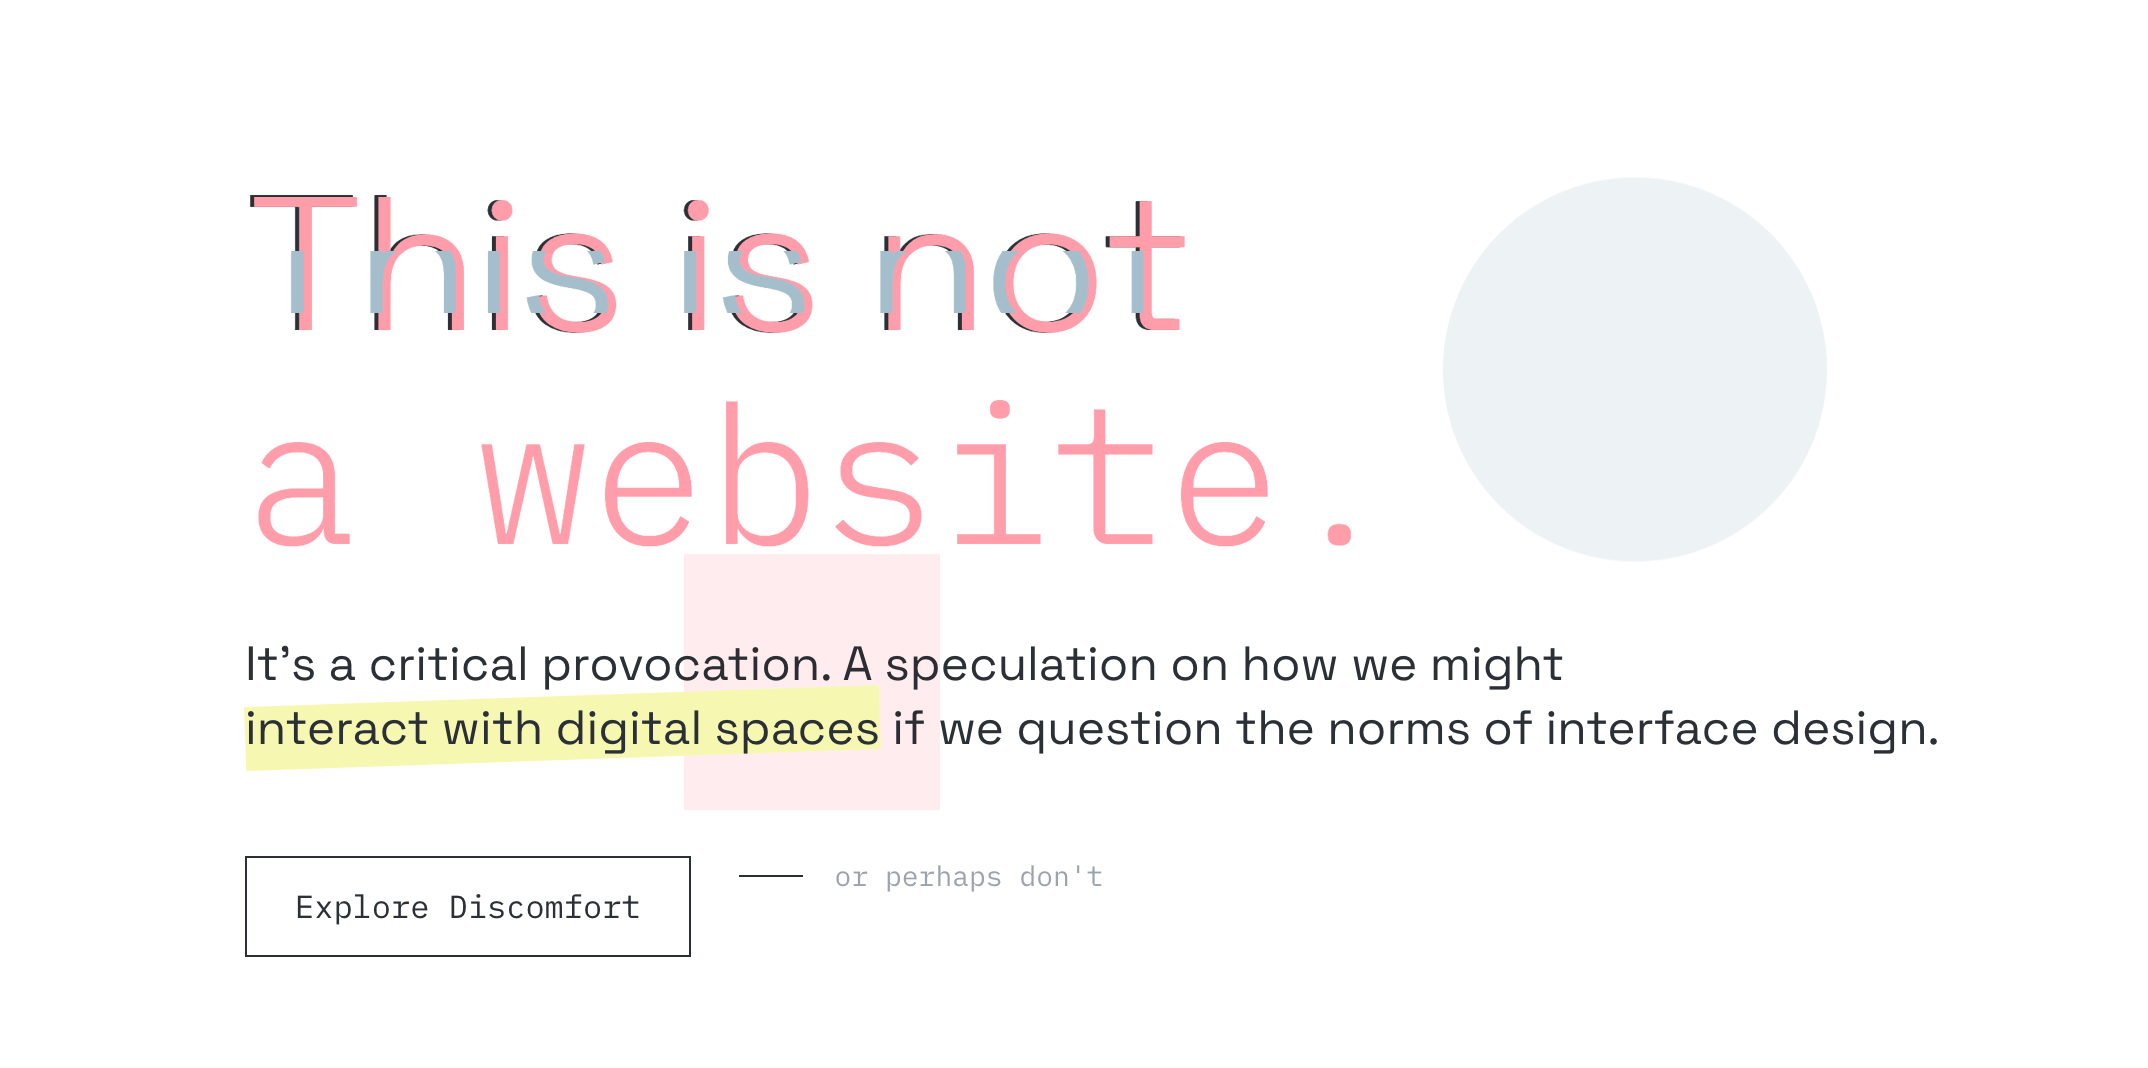 This is not
a website.
It’s a critical provocation. A speculation on how we might
interact with digital spaces if we question the norms of interface design.
Explore Discomfort
or perhaps don't